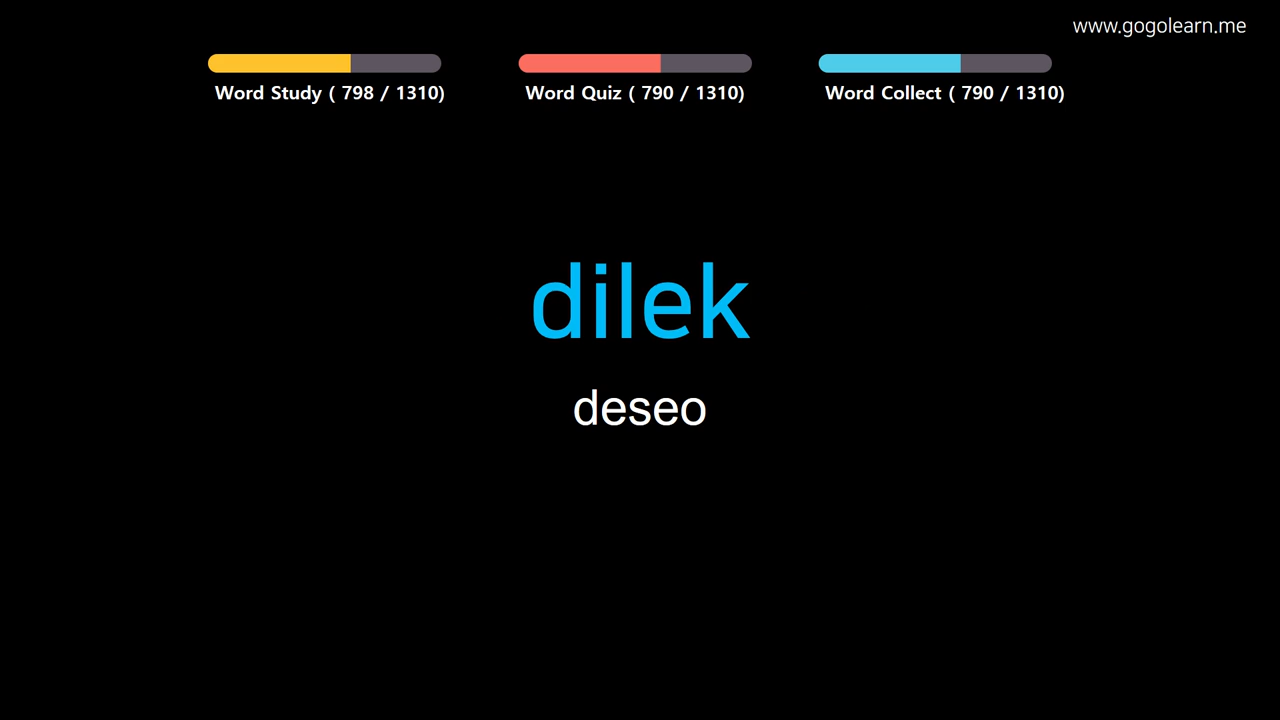 www.gogolearn.me
Word Study ( 798 / 1310)
Word Quiz ( 790 / 1310)
Word Collect ( 790 / 1310)
dilek
deseo